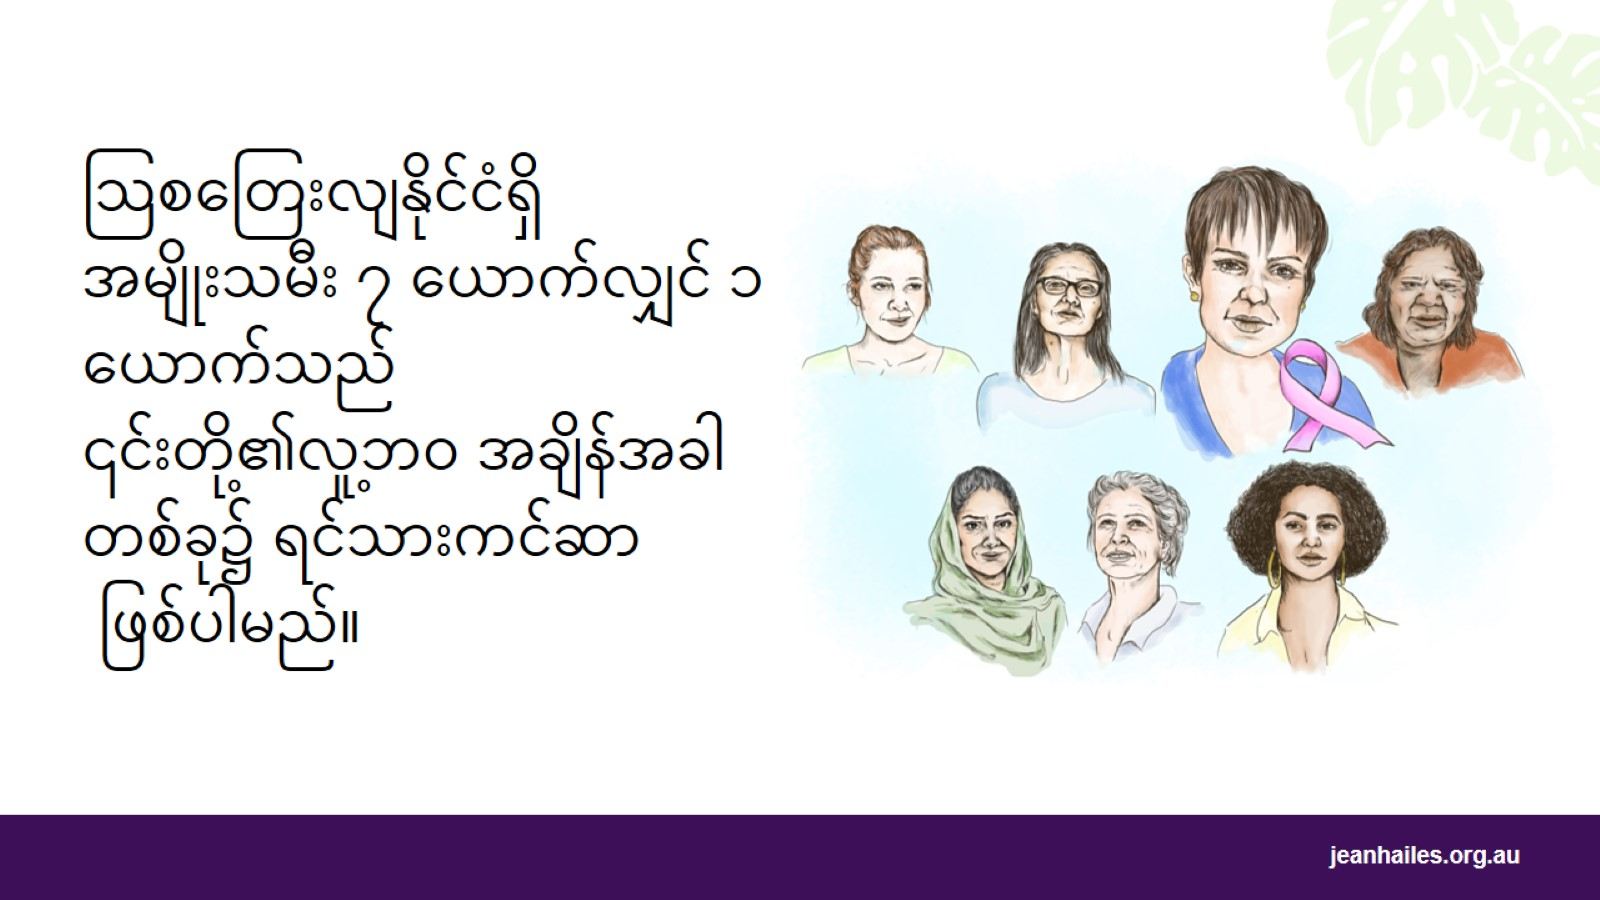 ဩစတြေးလျနိုင်ငံရှိ
အမျိုးသမီး ၇ ယောက်လျှင် ၁
ယောက်သည်
၎င်းတို့၏လူ့ဘဝ အချိန်အခါ
တစ်ခု၌ ရင်သားကင်ဆာ
ဖြစ်ပါမည်။
jeanhailes.org.au